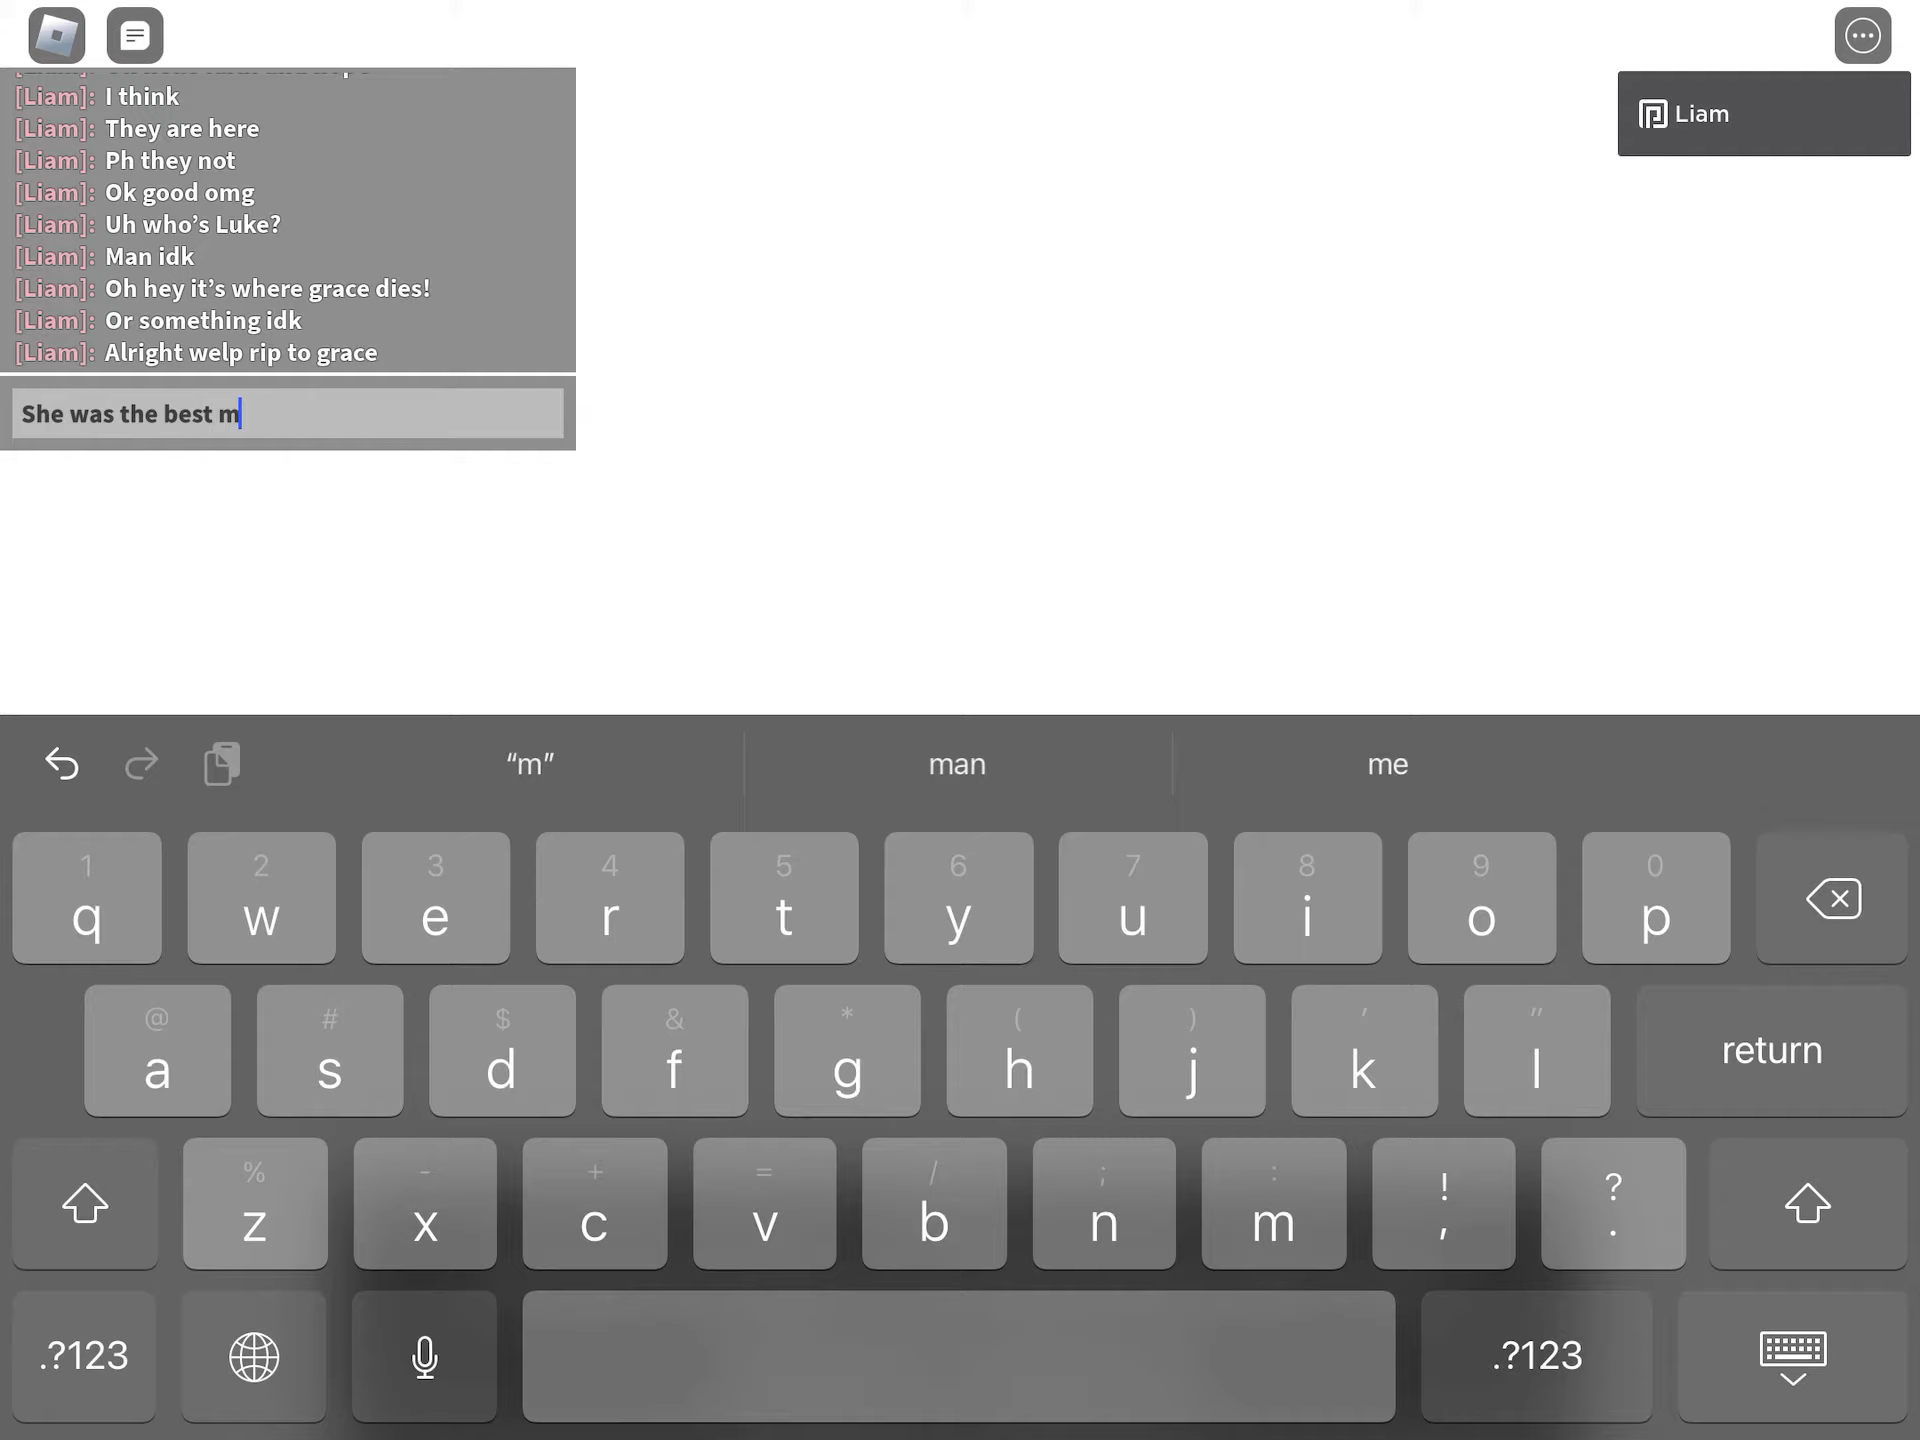 [Liam]: I think
[Liam]: They are here
[Liam]: Ph they not
[Liam]: Ok good omg
[Liam]: Uh who’s Luke?
[Liam]: Man idk
[Liam]: Oh hey it’s where grace dies!
[Liam]: Or something idk
[Liam]: Alright welp rip to grace
She was the best m
Liam
“m” man me
1 2 3 4 5 6 7 8 9 0
q w e r t y u i o p
@ # $ & * ( ) ' "
a s d f g h j k l return
% - + = / ; : ! ?
z x c v b n m , .
.?123 .?123